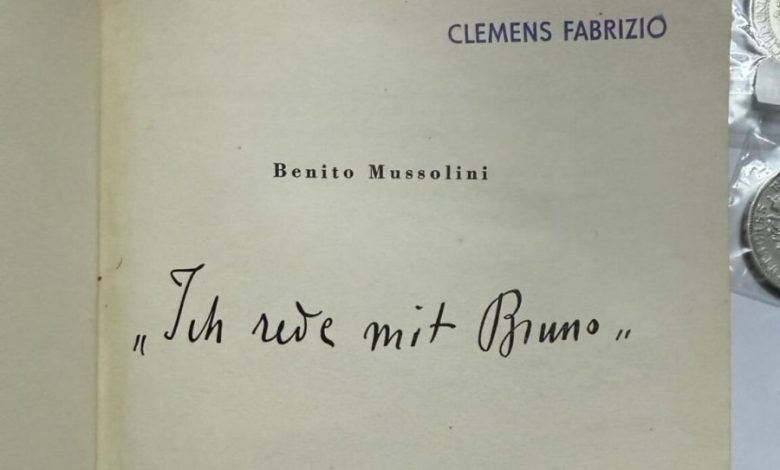 CLEMENS FABRIZIO
Benito Mussolini
„Ich rede mit Bruno„